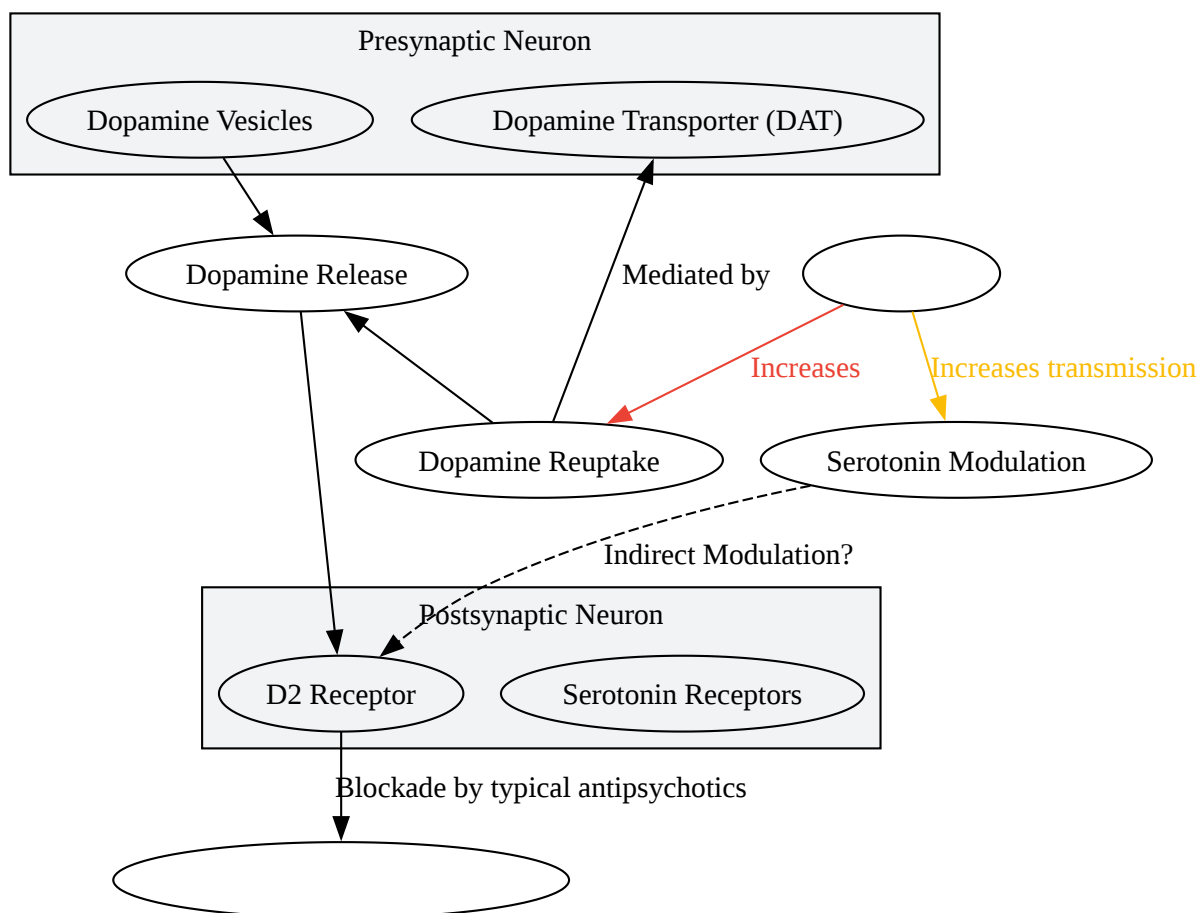 Presynaptic Neuron
Dopamine Vesicles
Dopamine Transporter (DAT)
Dopamine Release
Mediated by
Increases
Increases transmission
Dopamine Reuptake
Serotonin Modulation
Indirect Modulation?
Postsynaptic Neuron
D2 Receptor
Serotonin Receptors
Blockade by typical antipsychotics